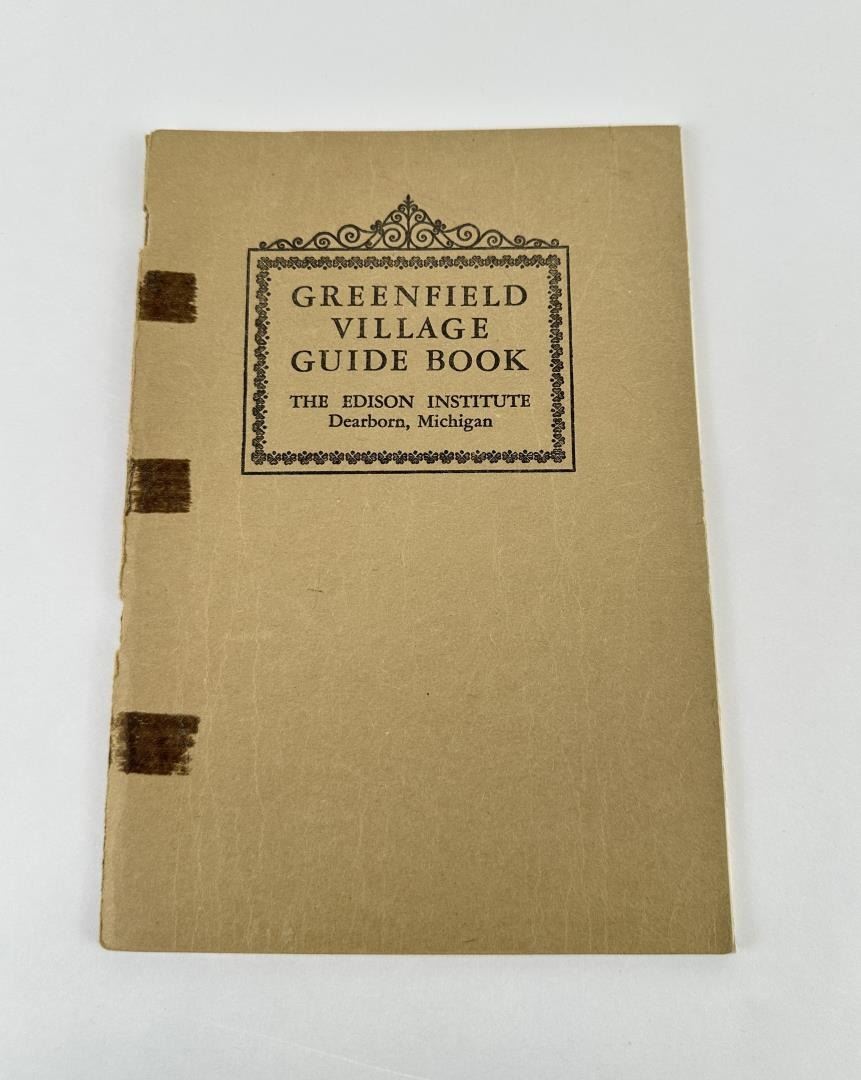 GREENFIELD
VILLAGE
GUIDE BOOK
THE EDISON INSTITUTE
Dearborn, Michigan